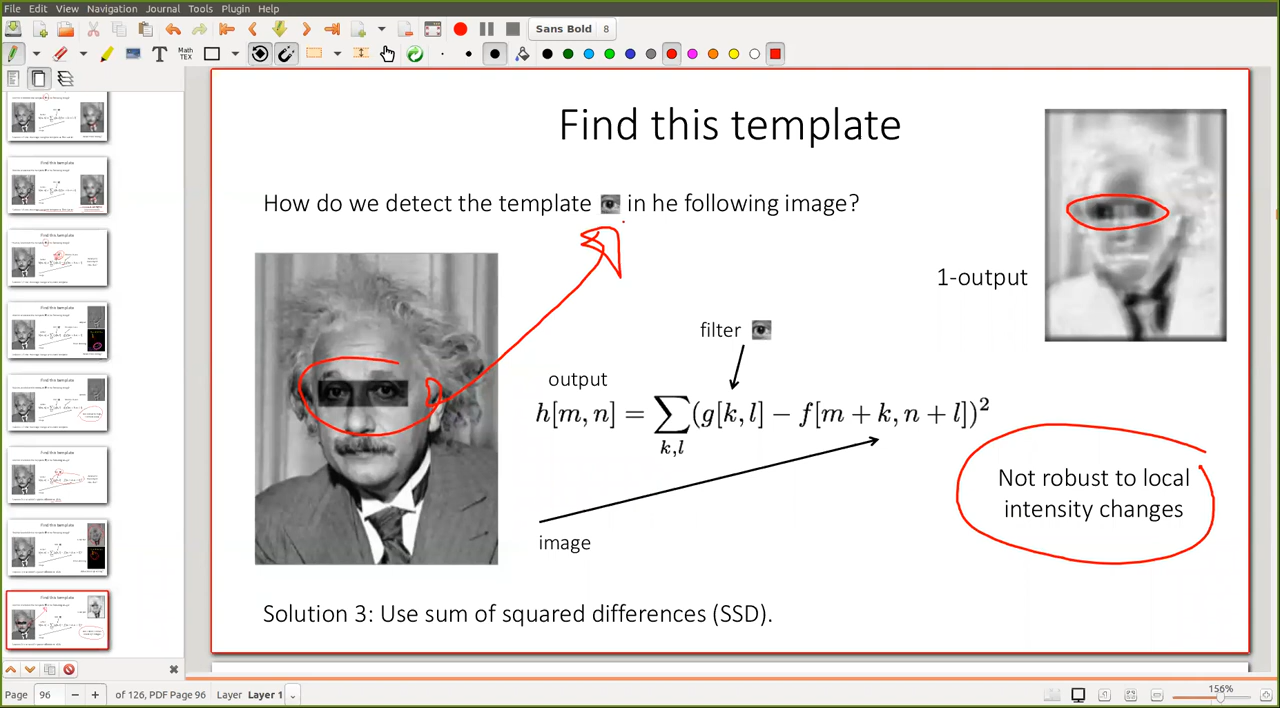 File Edit View Navigation Journal Tools Plugin Help
Sans Bold 8
Math
TEX
Find this template
How do we detect the template in he following image?
1-output
filter
output
h[m, n] = ∑ (g[k, l] − f[m + k, n + l])²
k,l
Not robust to local
intensity changes
image
Solution 3: Use sum of squared differences (SSD).
Page 96 − + of 126, PDF Page 96 Layer Layer 1
156%